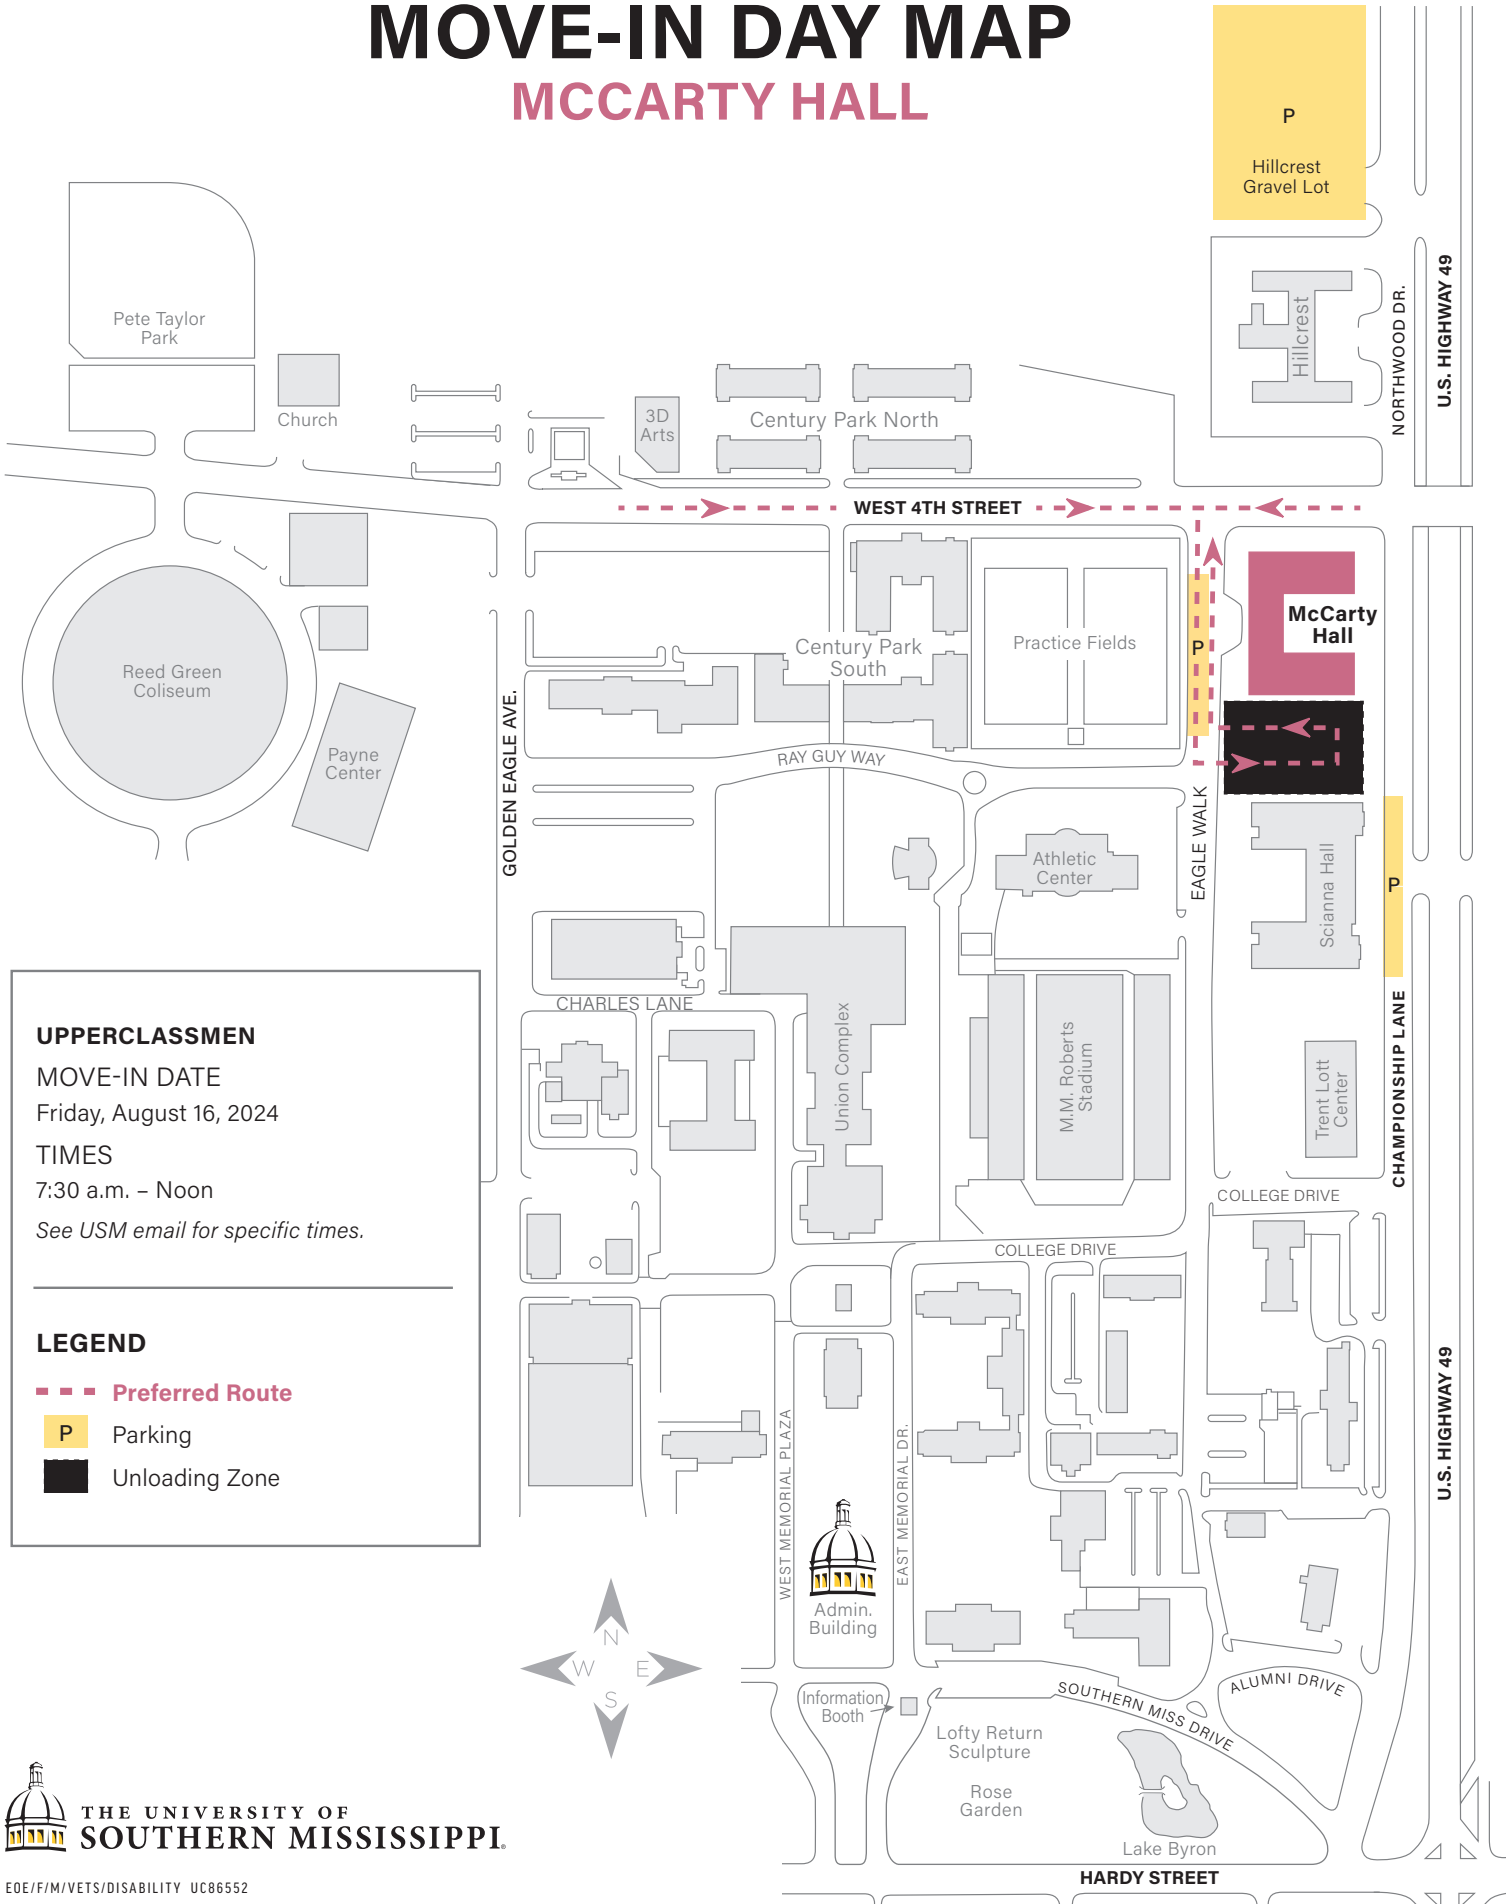 MOVE-IN DAY MAP
MCCARTY HALL
P
Hillcrest
Gravel Lot
U.S. HIGHWAY 49
NORTHWOOD DR.
Hillcrest
Pete Taylor
Park
Church
3D
Arts
Century Park North
WEST 4TH STREET
McCarty
Hall
Practice Fields
P
Century Park
South
Reed Green
Coliseum
Payne
Center
GOLDEN EAGLE AVE.
RAY GUY WAY
EAGLE WALK
Athletic
Center
Scianna Hall
P
CHARLES LANE
Union Complex
M.M. Roberts
Stadium
Trent Lott
Center
CHAMPIONSHIP LANE
COLLEGE DRIVE
COLLEGE DRIVE
UPPERCLASSMEN
MOVE-IN DATE
Friday, August 16, 2024
TIMES
7:30 a.m. – Noon
See USM email for specific times.
LEGEND
Preferred Route
P
Parking
Unloading Zone
U.S. HIGHWAY 49
WEST MEMORIAL PLAZA
EAST MEMORIAL DR.
Admin.
Building
N
W
E
S
Information
Booth
SOUTHERN MISS DRIVE
ALUMNI DRIVE
Lofty Return
Sculpture
Rose
Garden
Lake Byron
HARDY STREET
THE UNIVERSITY OF
SOUTHERN MISSISSIPPI®
EOE/F/M/VETS/DISABILITY UC86552